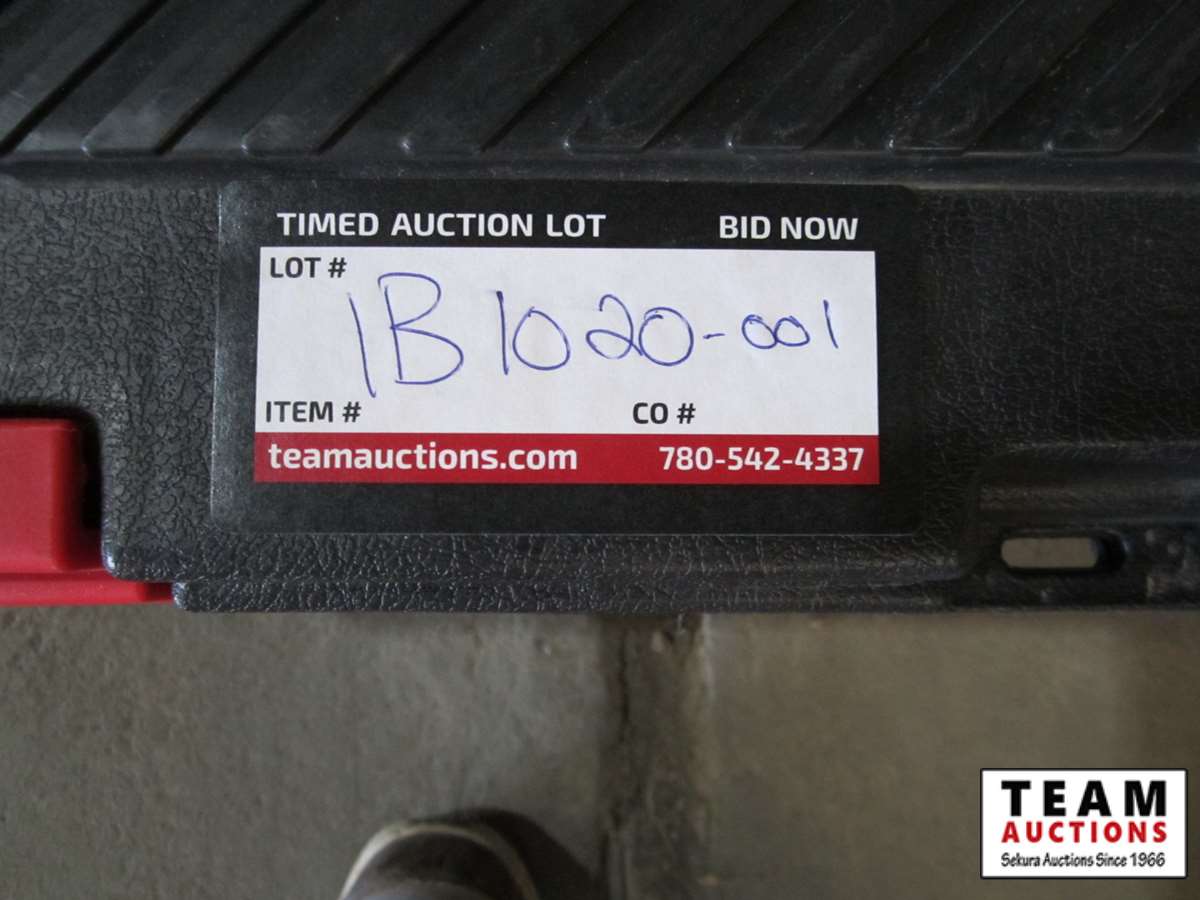 TIMED AUCTION LOT BID NOW
LOT #
1B1020-001
ITEM # CO #
teamauctions.com 780-542-4337
TEAM
AUCTIONS
Sekura Auctions Since 1966